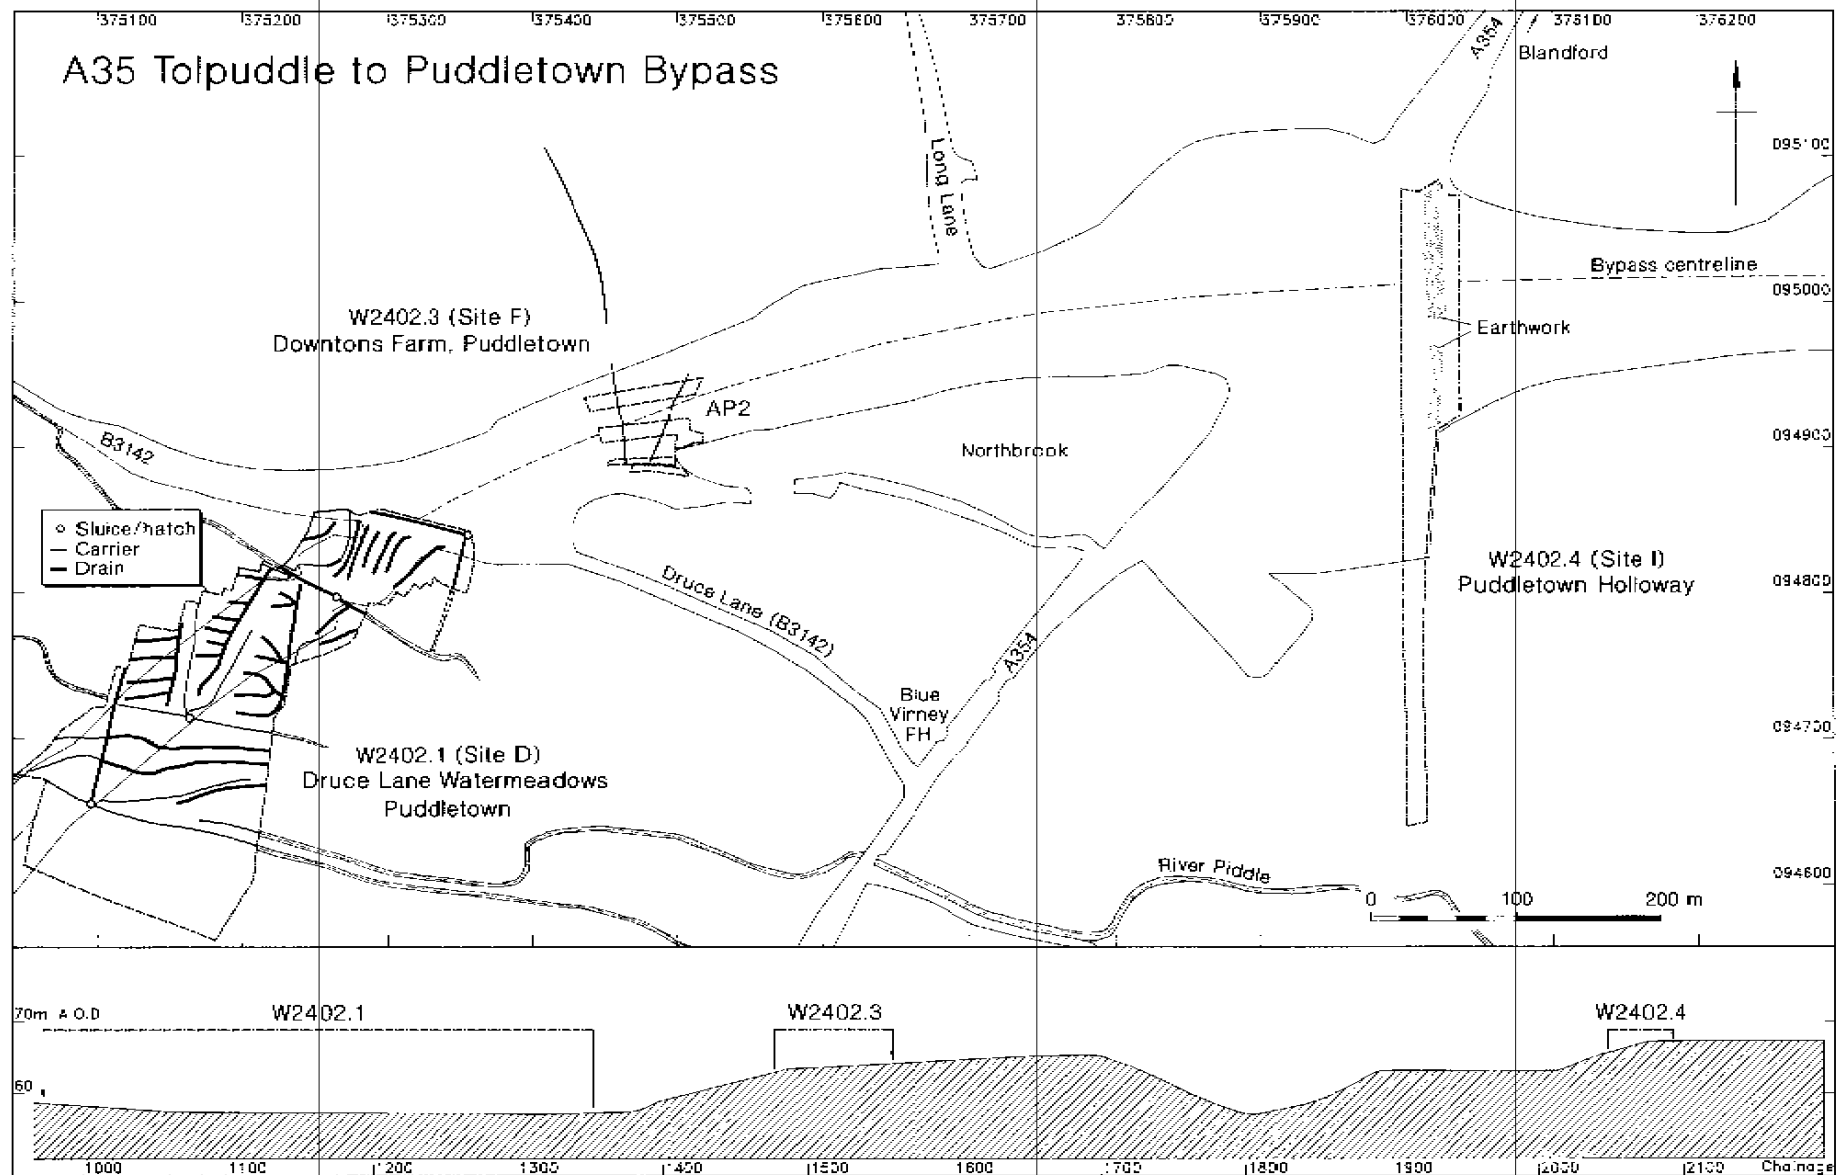 375100 375200 375300 375400 375500 375600 375700 375800 375900 376000 376100 376200
A35 Tolpuddle to Puddletown Bypass
A354
Blandford
095100
Long Lane
Bypass centreline
095000
W2402.3 (Site F)
Downtons Farm, Puddletown
Earthwork
AP2
B3142
Northbrook
094900
Sluice/hatch
Carrier
Drain
W2402.4 (Site I)
Puddletown Holloway
094800
Druce Lane (B3142)
A354
Blue
Virney
FH
094700
W2402.1 (Site D)
Druce Lane Watermeadows
Puddletown
River Piddle
094600
0 100 200 m
70m A.O.D
W2402.1 W2402.3 W2402.4
60
1000 1100 1200 1300 1400 1500 1600 1700 1800 1900 2000 2100 Chainage